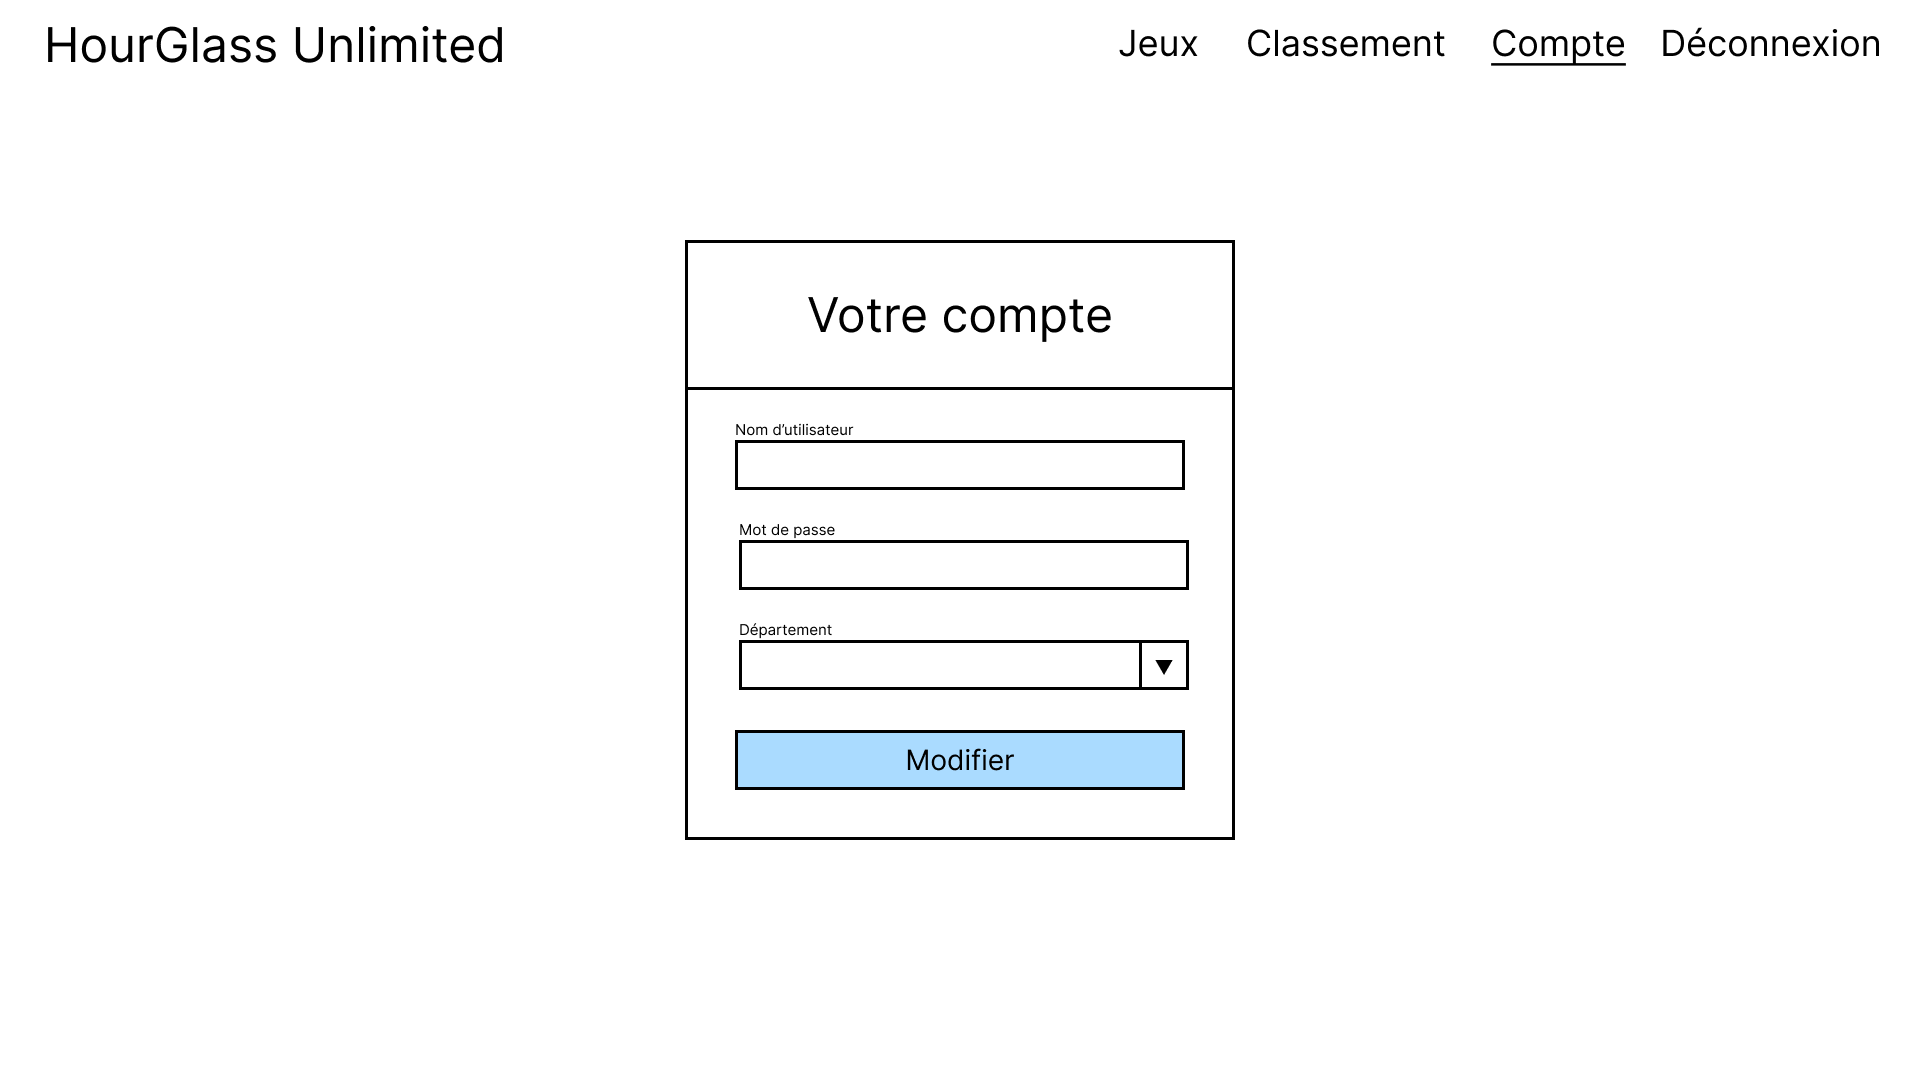 HourGlass Unlimited
Jeux Classement Compte Déconnexion
Votre compte
Nom d’utilisateur
Mot de passe
Département
Modifier